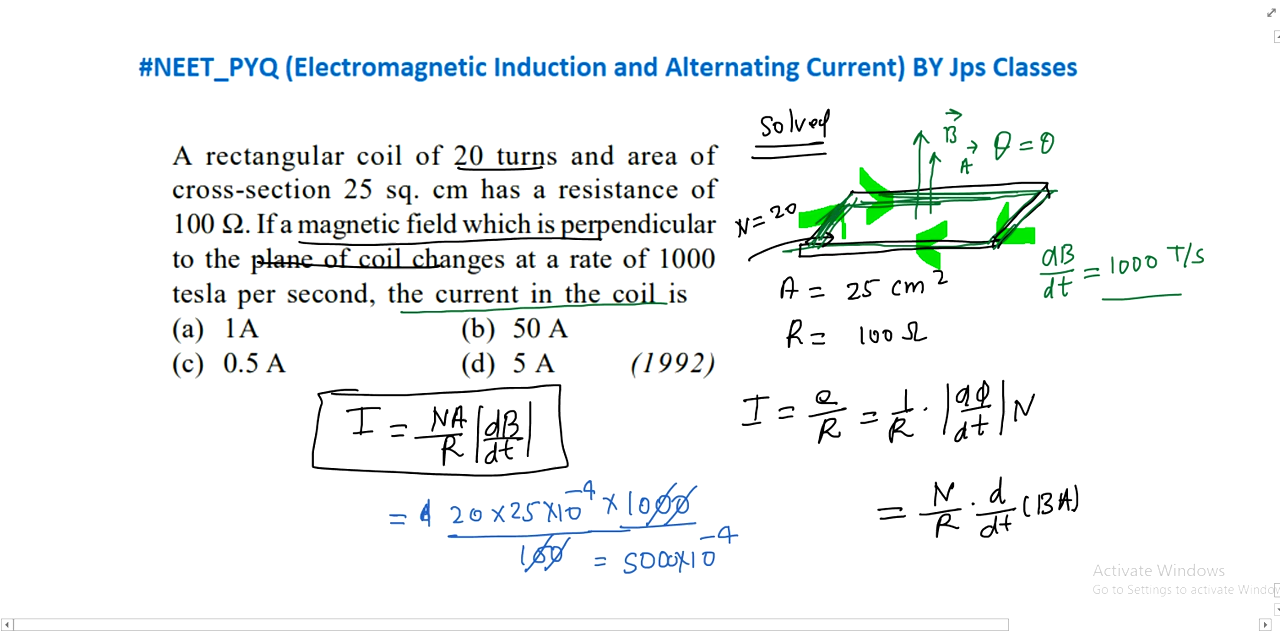 #NEET_PYQ (Electromagnetic Induction and Alternating Current) BY Jps Classes
A rectangular coil of 20 turns and area of
cross-section 25 sq. cm has a resistance of
100 Ω. If a magnetic field which is perpendicular
to the plane of coil changes at a rate of 1000
tesla per second, the current in the coil is
(a) 1A (b) 50 A
(c) 0.5 A (d) 5 A (1992)
Solved
B→ A→ θ = 0
N = 20
dB/dt = 1000 T/s
A = 25 cm²
R = 100 Ω
I = NA/R |dB/dt|
I = e/R = 1/R · |dΦ/dt| N
= N/R · d/dt (BA)
= 20 × 25 × 10⁻⁴ × 1000 / 100
= 5000 × 10⁻⁴
Activate Windows
Go to Settings to activate Windo